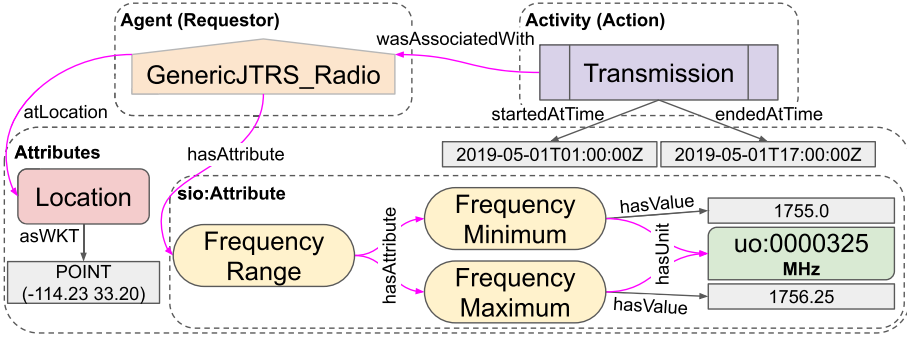 Agent (Requestor)
Activity (Action)
wasAssociatedWith
GenericJTRS_Radio
Transmission
atLocation
startedAtTime
endedAtTime
hasAttribute
2019-05-01T01:00:00Z
2019-05-01T17:00:00Z
Attributes
Location
asWKT
POINT
(-114.23 33.20)
sio:Attribute
Frequency
Range
hasAttribute
Frequency
Minimum
Frequency
Maximum
hasValue
hasUnit
hasValue
1755.0
uo:0000325
MHz
1756.25